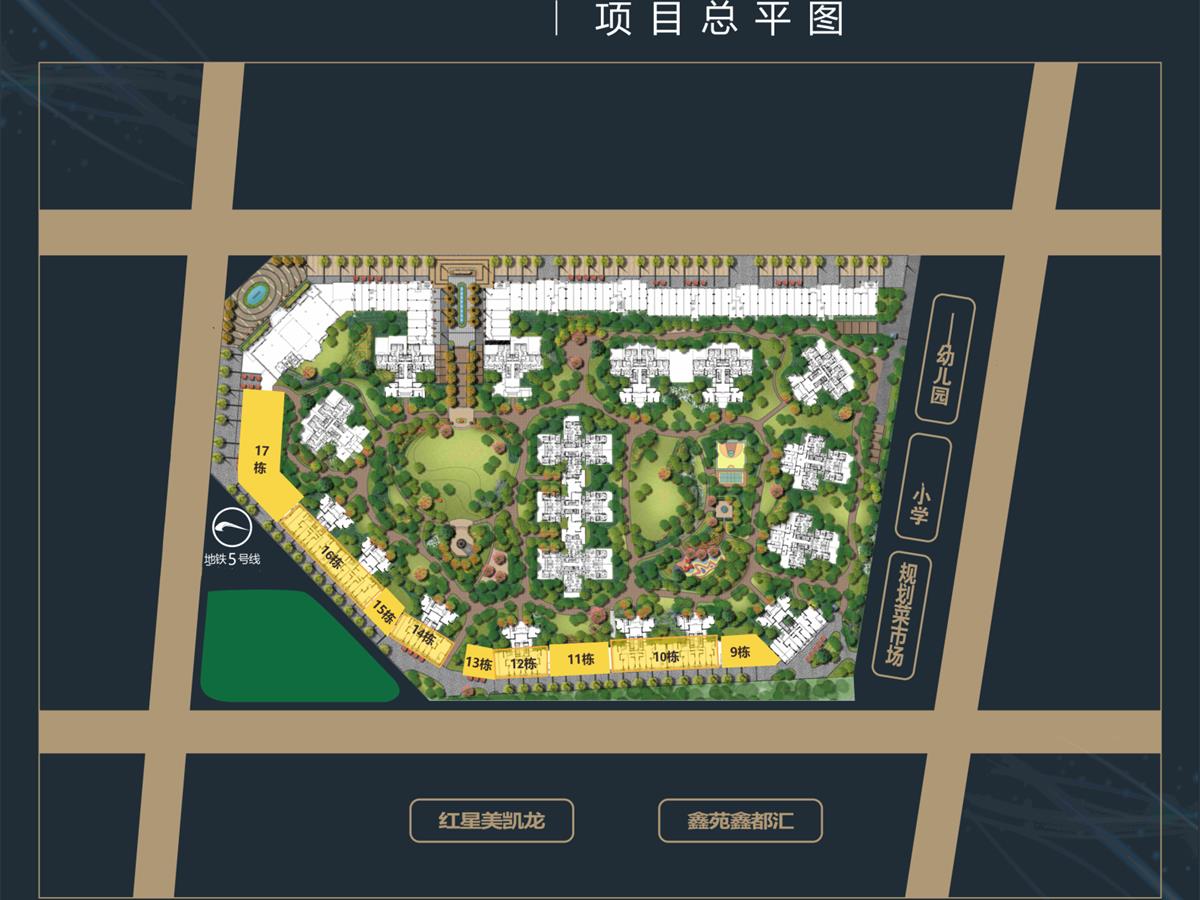 项目总平图
一幼儿园
17栋
小学
16栋
地铁5号线
规划菜市场
15栋
14栋
13栋
12栋
11栋
10栋
9栋
红星美凯龙
鑫苑鑫都汇